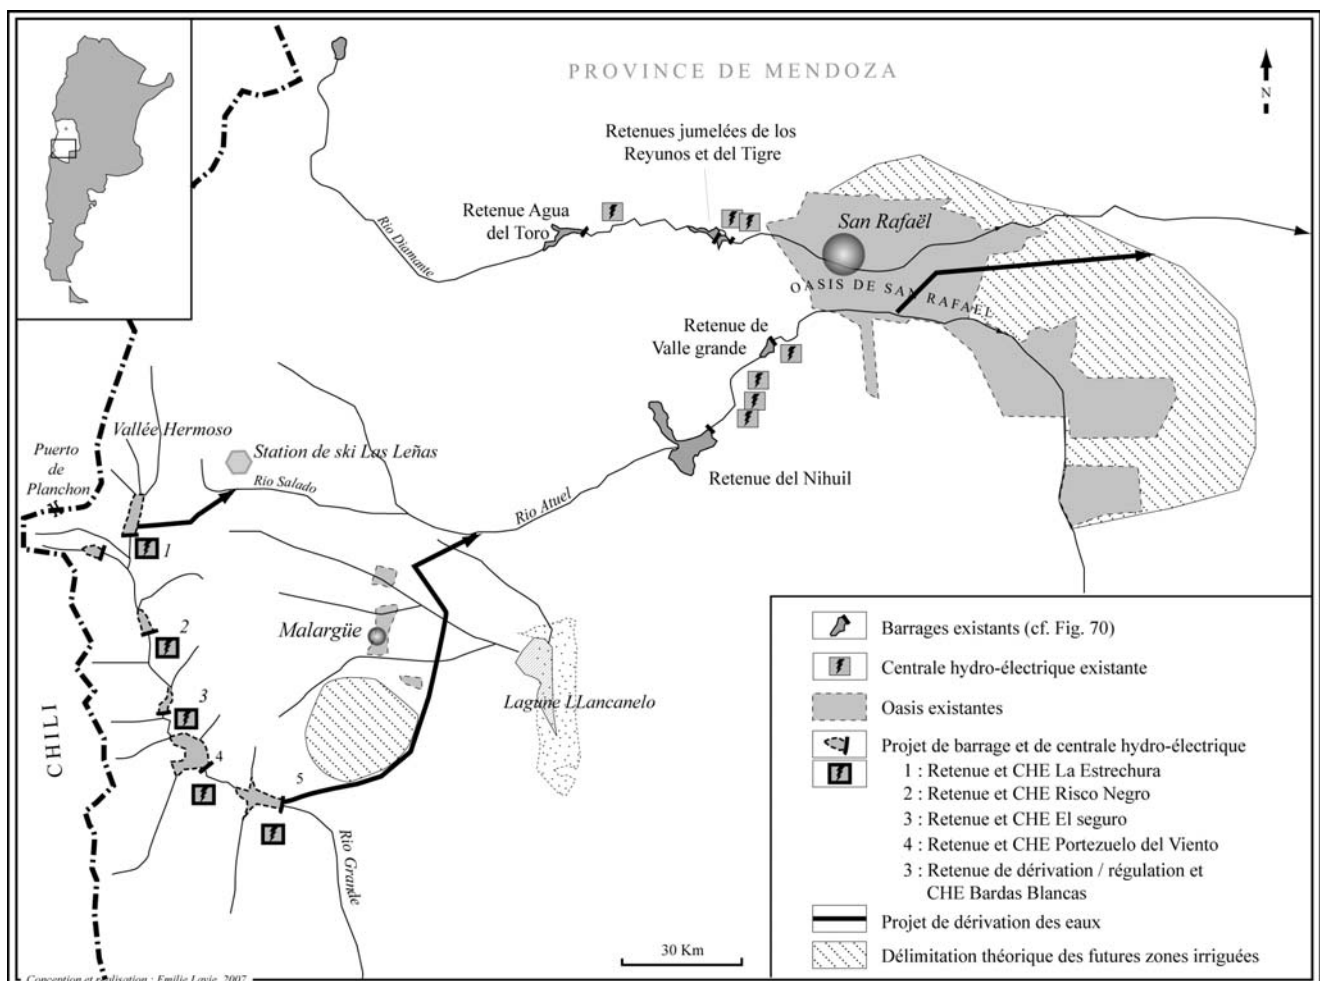 PROVINCE DE MENDOZA
N
Retenues jumelées de los
Reyunos et del Tigre
Retenue Agua
del Toro
San Rafaël
Rio Diamante
OASIS DE SAN RAFAEL
Retenue de
Valle grande
Vallée Hermoso
Puerto
de
Planchon
Station de ski Las Leñas
Rio Salado
Retenue del Nihuil
Rio Atuel
1
2
Malargüe
3
Lagune LLancanelo
CHILI
4
5
Rio Grande
30 Km
Conception et réalisation : Emilie Lavie, 2007
Barrages existants (cf. Fig. 70)
Centrale hydro-électrique existante
Oasis existantes
Projet de barrage et de centrale hydro-électrique
1 : Retenue et CHE La Estrechura
2 : Retenue et CHE Risco Negro
3 : Retenue et CHE El seguro
4 : Retenue et CHE Portezuelo del Viento
3 : Retenue de dérivation / régulation et
CHE Bardas Blancas
Projet de dérivation des eaux
Délimitation théorique des futures zones irriguées